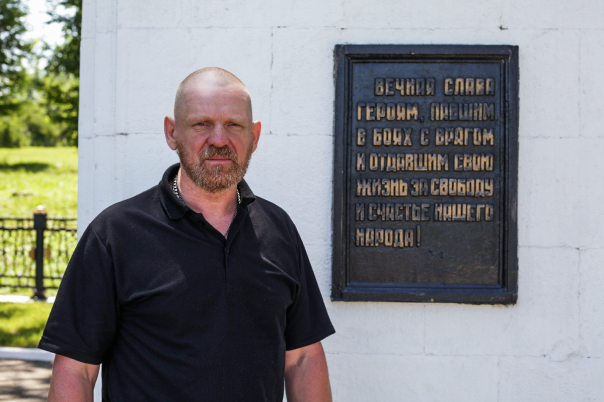 ВЕЧНАЯ СЛАВА
ГЕРОЯМ, ПАВШИМ
В БОЯХ С ВРАГОМ
И ОТДАВШИМ СВОЮ
ЖИЗНЬ ЗА СВОБОДУ
И СЧАСТЬЕ НАШЕГО
НАРОДА!